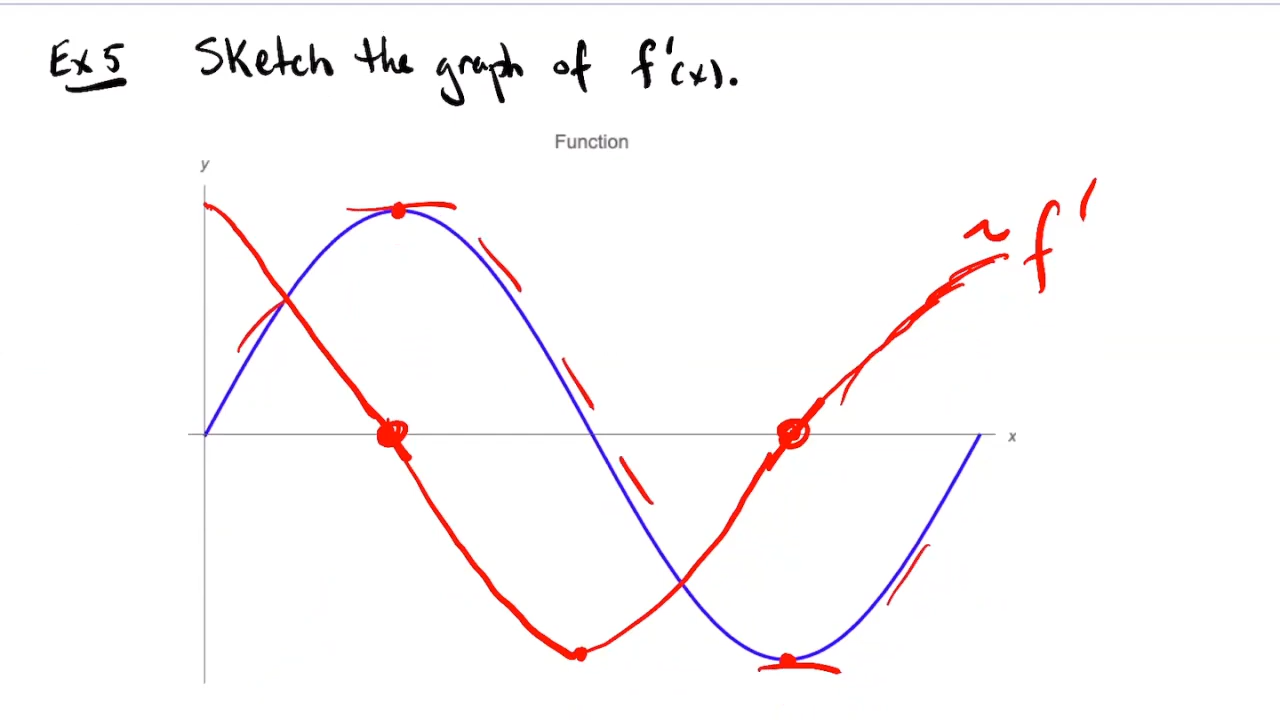 Ex 5 Sketch the graph of f'(x).
Function
y
~ f'
x